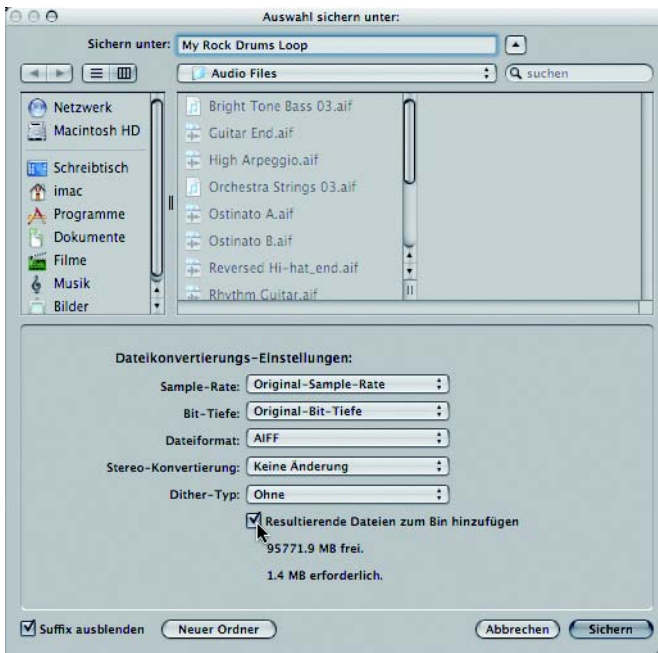 Auswahl sichern unter:
Sichern unter: My Rock Drums Loop
Audio Files
suchen
Netzwerk
Macintosh HD
Schreibtisch
imac
Programme
Dokumente
Filme
Musik
Bilder
Bright Tone Bass 03.aif
Guitar End.aif
High Arpeggio.aif
Orchestra Strings 03.aif
Ostinato A.aif
Ostinato B.aif
Reversed Hi-hat_end.aif
Rhythm Guitar.aif
Dateikonvertierungs-EInstellungen:
Sample-Rate: Original-Sample-Rate
Bit-Tiefe: Original-Bit-Tiefe
Dateiformat: AIFF
Stereo-Konvertierung: Keine Änderung
Dither-Typ: Ohne
Resultierende Dateien zum Bin hinzufügen
95771.9 MB frei.
1.4 MB erforderlich.
Suffix ausblenden
Neuer Ordner
Abbrechen
Sichern